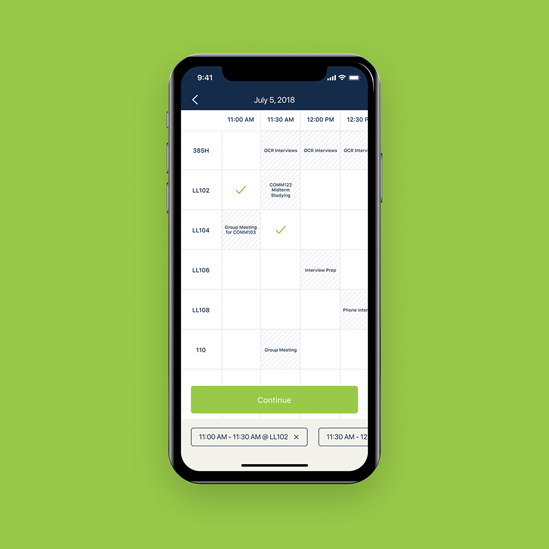 9:41
July 5, 2018
11:00 AM 11:30 AM 12:00 PM 12:30 P
385H OCR Interviews OCR Interviews OCR Interviews
LL102 COMM122
Midterm
Studying
LL104 Group Meeting
for COMM103
LL106 Interview Prep
LL108 Phone Inter
110 Group Meeting
Continue
11:00 AM - 11:30 AM @ LL102 × 11:30 AM - 12